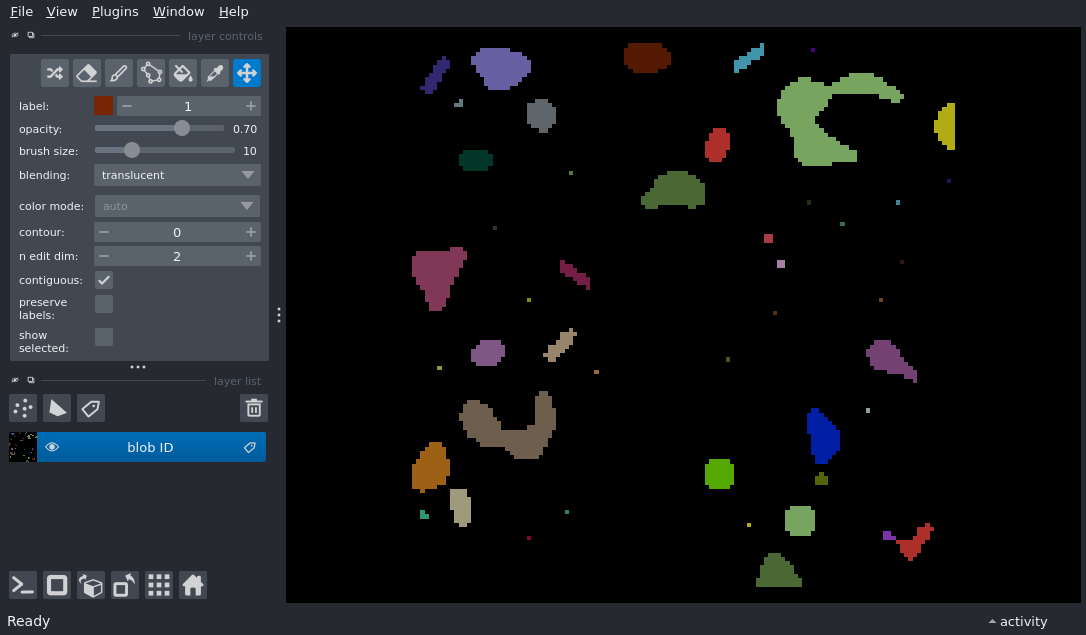 File View Plugins Window Help
layer controls
label: 1
opacity: 0.70
brush size: 10
blending: translucent
color mode: auto
contour: 0
n edit dim: 2
contiguous:
preserve
labels:
show
selected:
layer list
blob ID
Ready
activity